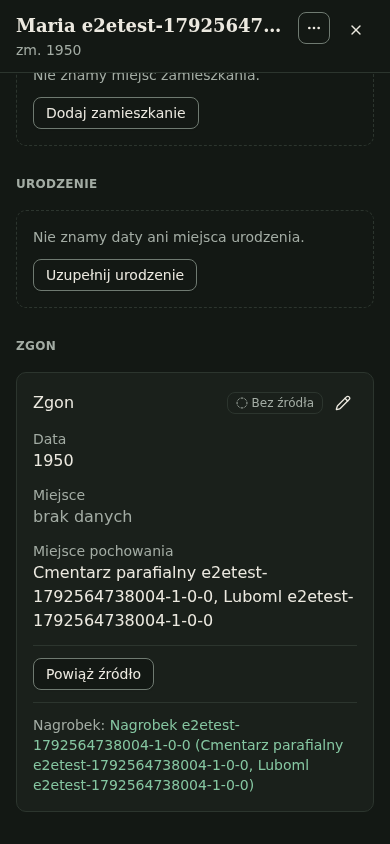 Maria e2etest-17925647...
zm. 1950
Nie znamy miejsc zamieszkania.
Dodaj zamieszkanie
URODZENIE
Nie znamy daty ani miejsca urodzenia.
Uzupełnij urodzenie
ZGON
Zgon
Bez źródła
Data
1950
Miejsce
brak danych
Miejsce pochowania
Cmentarz parafialny e2etest-
1792564738004-1-0-0, Luboml e2etest-
1792564738004-1-0-0
Powiąż źródło
Nagrobek: Nagrobek e2etest-
1792564738004-1-0-0 (Cmentarz parafialny
e2etest-1792564738004-1-0-0, Luboml
e2etest-1792564738004-1-0-0)